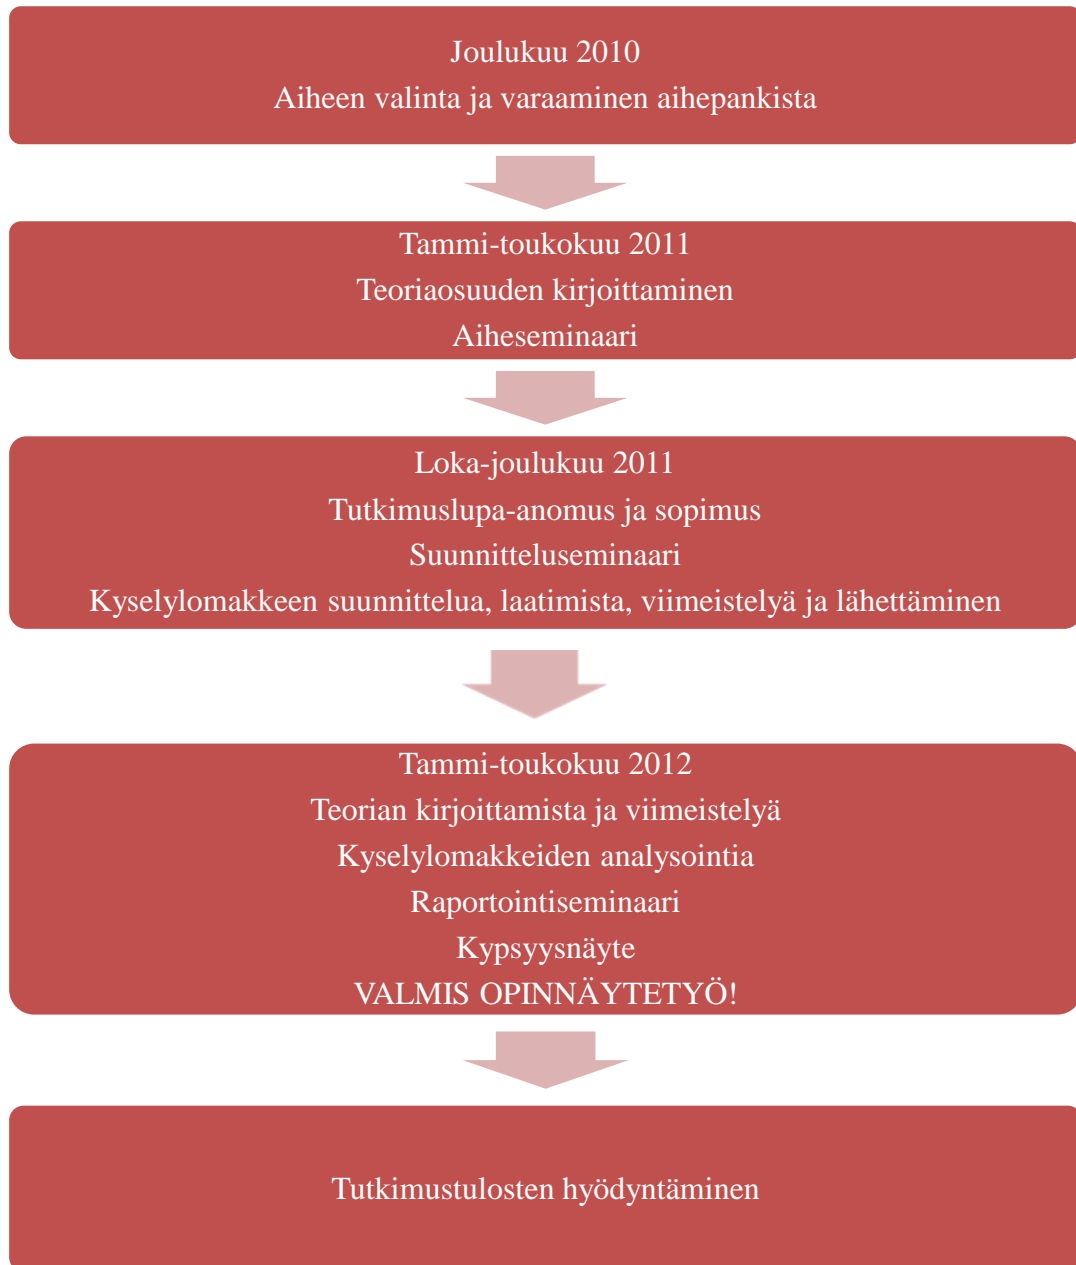 Joulukuu 2010
Aiheen valinta ja varaaminen aihepankista
Tammi-toukokuu 2011
Teoriaosuuden kirjoittaminen
Aiheseminaari
Loka-joulukuu 2011
Tutkimuslupa-anomus ja sopimus
Suunnitteluseminaari
Kyselylomakkeen suunnittelua, laatimista, viimeistelyä ja lähettäminen
Tammi-toukokuu 2012
Teorian kirjoittamista ja viimeistelyä
Kyselylomakkeiden analysointia
Raportointiseminaari
Kypsyysnäyte
VALMIS OPINNÄYTETYÖ!
Tutkimustulosten hyödyntäminen